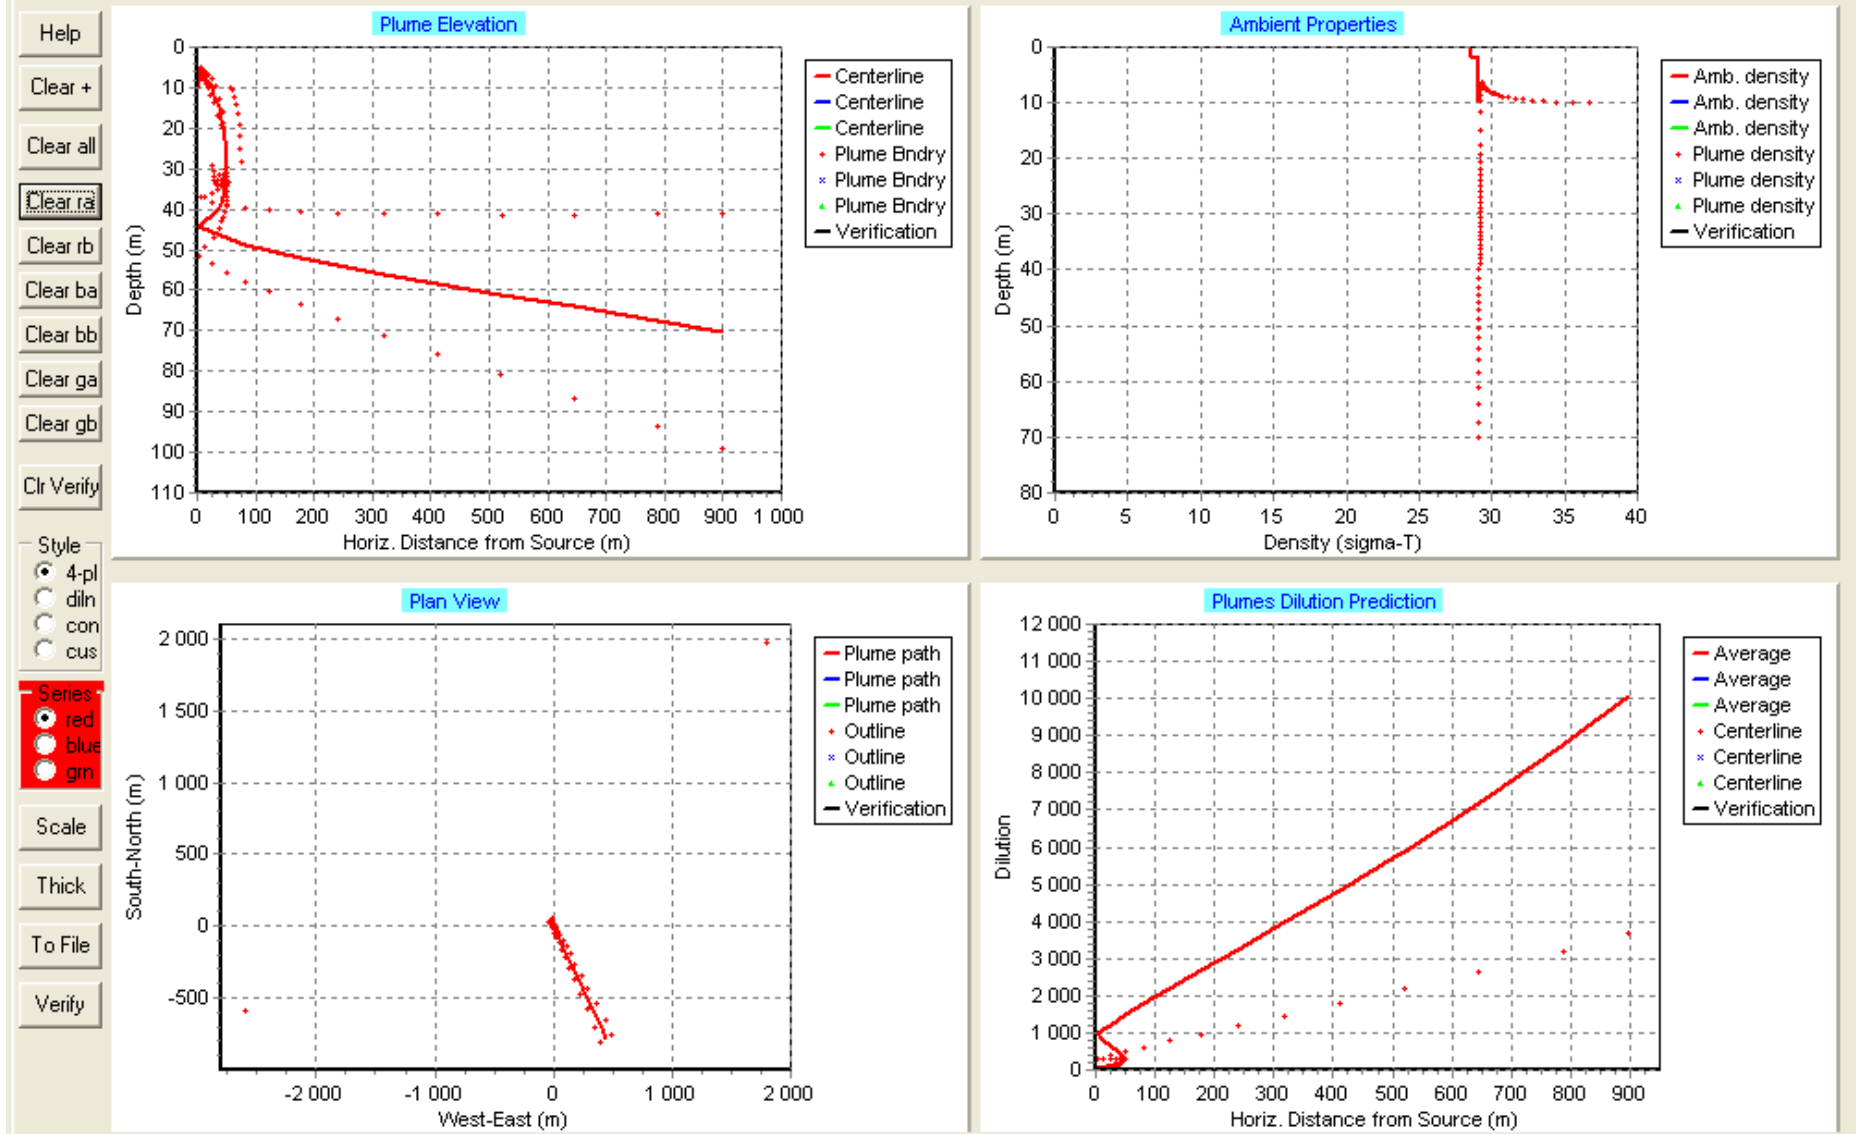 Help
Clear +
Clear all
Clear ra
Clear rb
Clear ba
Clear bb
Clear ga
Clear gb
Clr Verify
Style
4-pl
diln
con
cus
Series
red
blue
grn
Scale
Thick
To File
Verify
Plume Elevation
0
10
20
30
40
50
60
70
80
90
100
110
Depth (m)
0 100 200 300 400 500 600 700 800 900 1 000
Horiz. Distance from Source (m)
Centerline
Centerline
Centerline
Plume Bndry
Plume Bndry
Plume Bndry
Verification
Ambient Properties
0
10
20
30
40
50
60
70
80
Depth (m)
0 5 10 15 20 25 30 35 40
Density (sigma-T)
Amb. density
Amb. density
Amb. density
Plume density
Plume density
Plume density
Verification
Plan View
2 000
1 500
1 000
500
0
-500
South-North (m)
-2 000 -1 000 0 1 000 2 000
West-East (m)
Plume path
Plume path
Plume path
Outline
Outline
Outline
Verification
Plumes Dilution Prediction
12 000
11 000
10 000
9 000
8 000
7 000
6 000
5 000
4 000
3 000
2 000
1 000
0
Dilution
0 100 200 300 400 500 600 700 800 900
Horiz. Distance from Source (m)
Average
Average
Average
Centerline
Centerline
Centerline
Verification